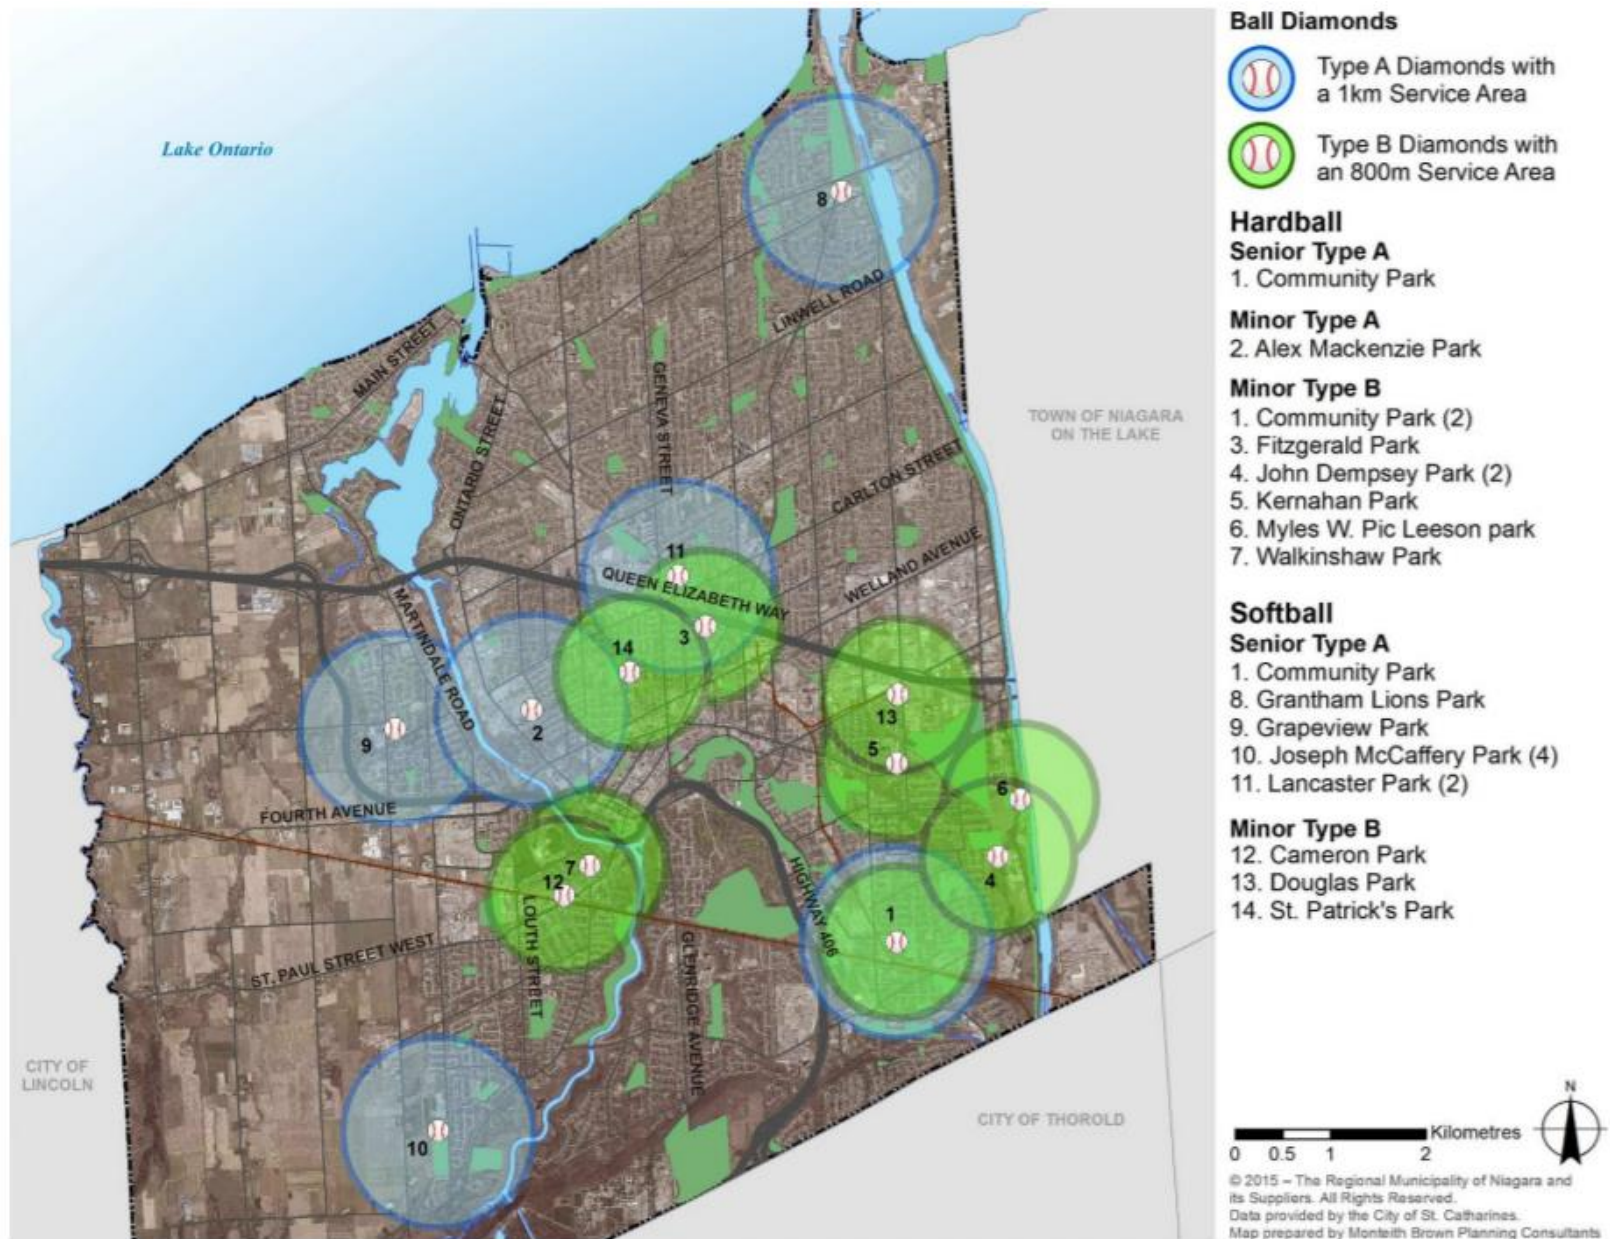 Lake Ontario
MAIN STREET
ONTARIO STREET
GENEVA STREET
LINWELL ROAD
CARLTON STREET
WELLAND AVENUE
QUEEN ELIZABETH WAY
MARTINDALE ROAD
FOURTH AVENUE
ST. PAUL STREET WEST
LOUTH STREET
GLENRIDGE AVENUE
HIGHWAY 406
TOWN OF NIAGARA
ON THE LAKE
CITY OF
LINCOLN
CITY OF THOROLD
8
11
3
14
2
9
13
5
6
4
7
12
1
10
Ball Diamonds
Type A Diamonds with
a 1km Service Area
Type B Diamonds with
an 800m Service Area
Hardball
Senior Type A
1. Community Park
Minor Type A
2. Alex Mackenzie Park
Minor Type B
1. Community Park (2)
3. Fitzgerald Park
4. John Dempsey Park (2)
5. Kernahan Park
6. Myles W. Pic Leeson park
7. Walkinshaw Park
Softball
Senior Type A
1. Community Park
8. Grantham Lions Park
9. Grapeview Park
10. Joseph McCaffery Park (4)
11. Lancaster Park (2)
Minor Type B
12. Cameron Park
13. Douglas Park
14. St. Patrick's Park
N
Kilometres
0 0.5 1 2
© 2015 – The Regional Municipality of Niagara and
its Suppliers. All Rights Reserved.
Data provided by the City of St. Catharines.
Map prepared by Monteith Brown Planning Consultants